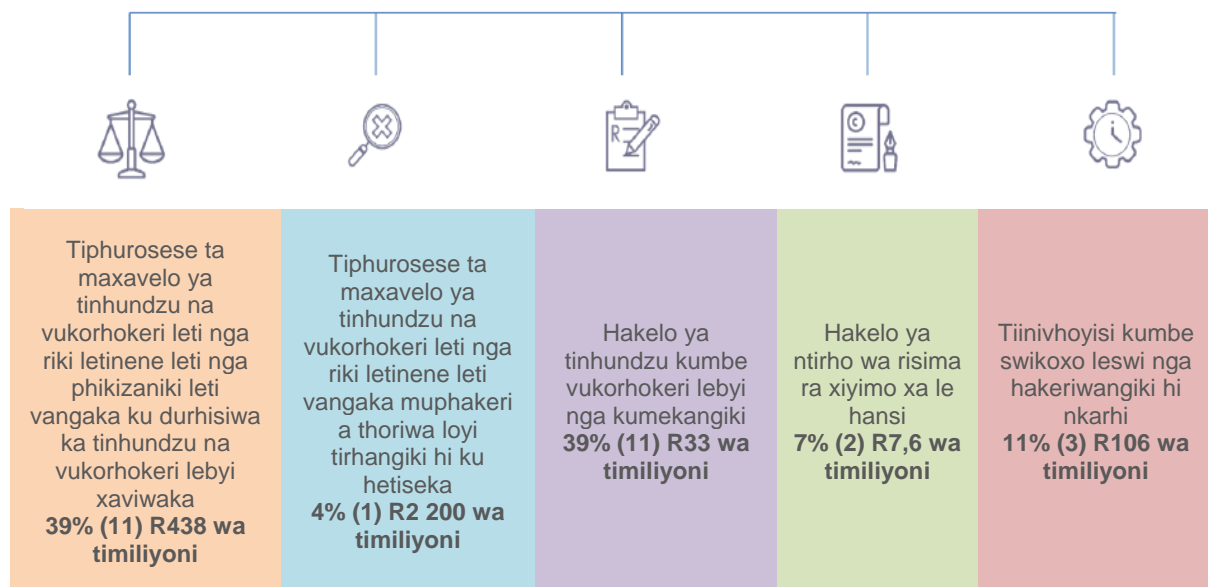 Tiphurosese ta
maxavelo ya
tinhundzu na
vukorhokeri leti nga
riki letinene leti nga
phikizaniki leti
vangaka ku durhisiwa
ka tinhundzu na
vukorhokeri lebyi
xaviwaka
39% (11) R438 wa
timiliyoni
Tiphurosese ta
maxavelo ya
tinhundzu na
vukorhokeri leti nga
riki letinene leti
vangaka muphakeri
a thoriwa loyi
tirhangiki hi ku
hetiseka
4% (1) R2 200 wa
timiliyoni
Hakelo ya
tinhundzu kumbe
vukorhokeri lebyi
nga kumekangiki
39% (11) R33 wa
timiliyoni
Hakelo ya
ntirho wa risima
ra xiyimo xa le
hansi
7% (2) R7,6 wa
timiliyoni
Tiinivhoyisi kumbe
swikoxo leswi nga
hakeriwangiki hi
nkarhi
11% (3) R106 wa
timiliyoni